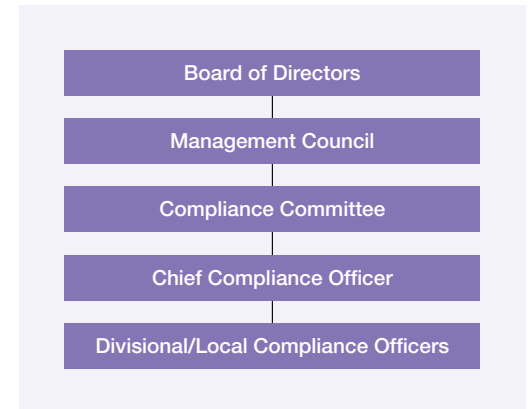 Board of Directors
Management Council
Compliance Committee
Chief Compliance Officer
Divisional/Local Compliance Officers